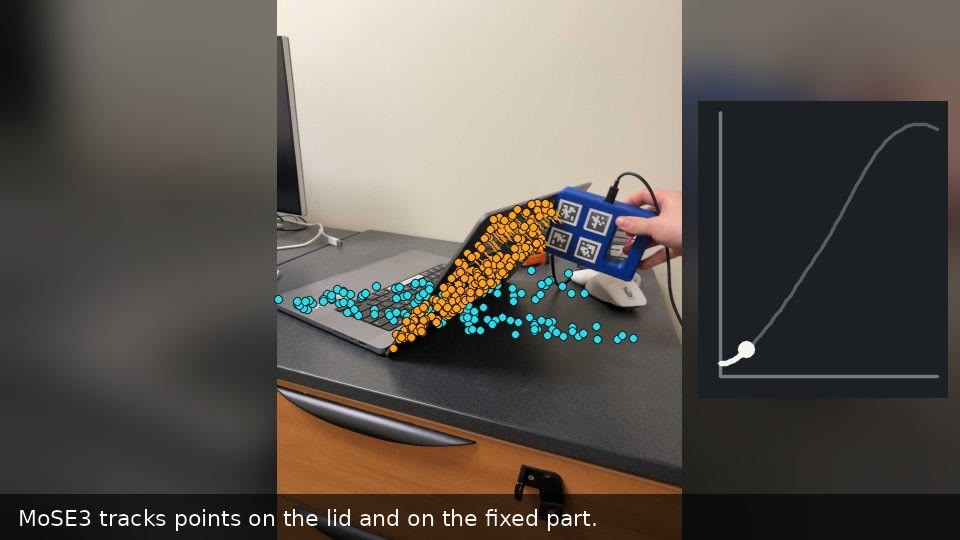 MoSE3 tracks points on the lid and on the fixed part.